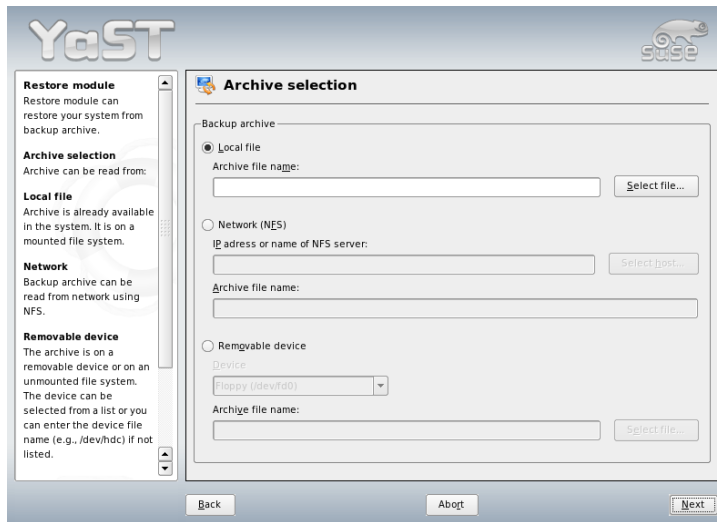 YaST
SUSE
Restore module
Restore module can
restore your system from
backup archive.
Archive selection
Archive can be read from:
Local file
Archive is already available
in the system. It is on a
mounted file system.
Network
Backup archive can be
read from network using
NFS.
Removable device
The archive is on a
removable device or on an
unmounted file system.
The device can be
selected from a list or you
can enter the device file
name (e.g., /dev/hdc) if not
listed.
Archive selection
Backup archive
Local file
Archive file name:
Select file...
Network (NFS)
IP adress or name of NFS server:
Select host...
Archive file name:
Removable device
Device
Floppy (/dev/fd0)
Archive file name:
Select file...
Back
Abort
Next